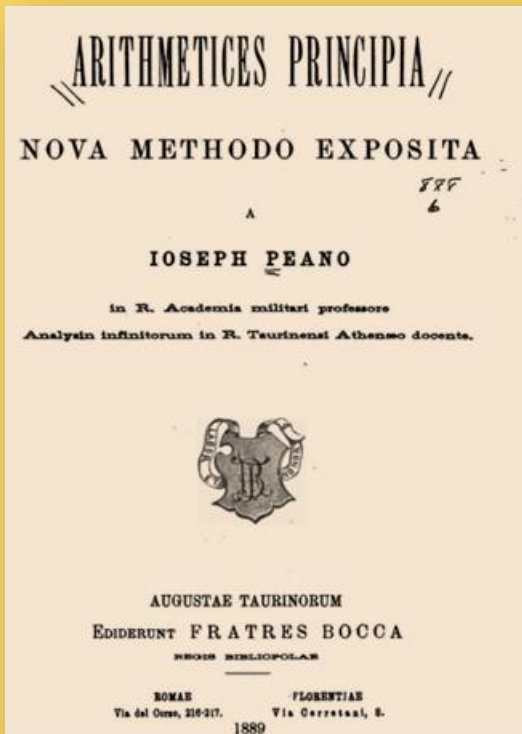 ARITHMETICES PRINCIPIA
NOVA METHODO EXPOSITA
A
IOSEPH PEANO
in R. Academia militari professore
Analysin infinitorum in R. Taurinensi Athenæo docente.
AUGUSTAE TAURINORUM
EDIDERUNT FRATRES BOCCA
REGIS BIBLIOPOLAE
ROMAE FLORENTIAE
Via del Corso, 216-217. Via Cerretani, 8.
1889